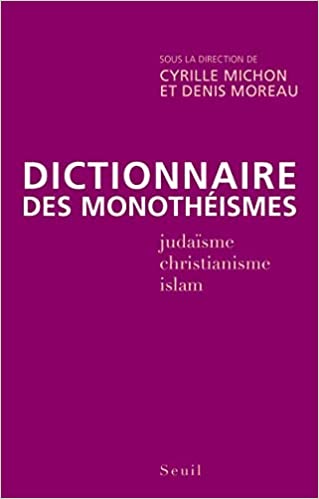 SOUS LA DIRECTION DE
CYRILLE MICHON
ET DENIS MOREAU
DICTIONNAIRE
DES MONOTHÉISMES
judaïsme
christianisme
islam
Seuil